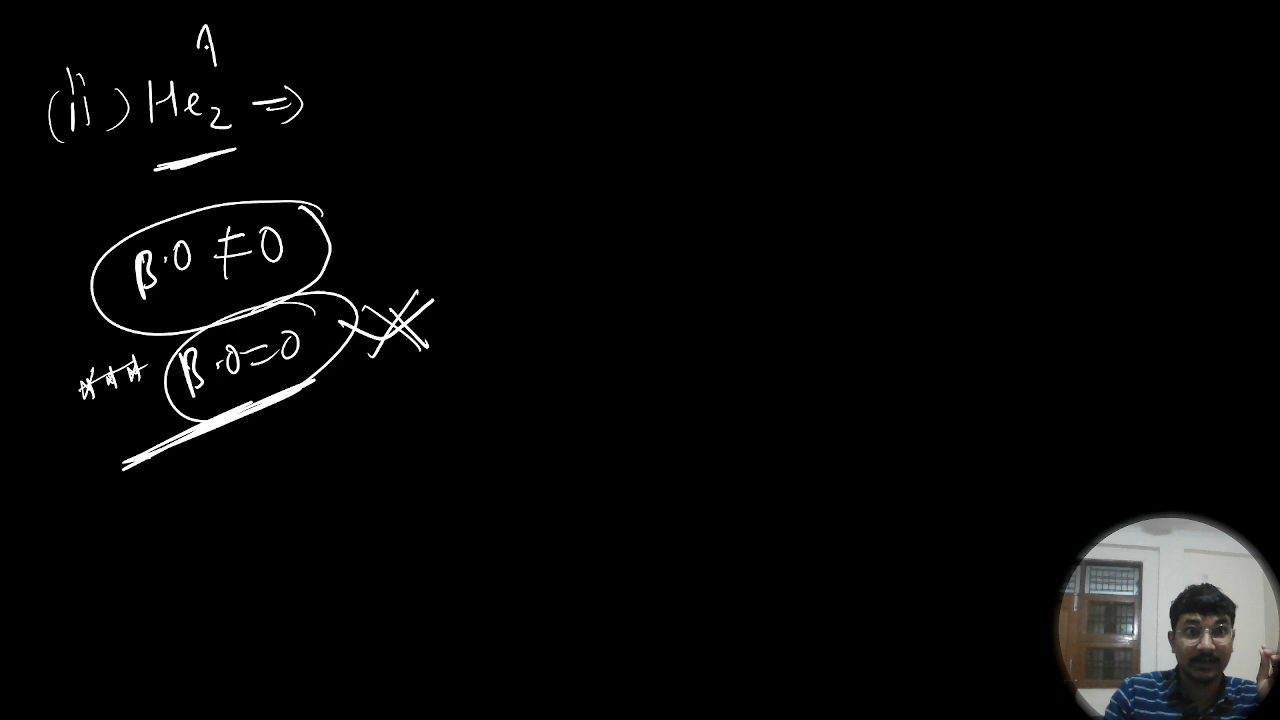 (ii) He₂ ⇒
B.O ≠ 0
*** B.O = 0